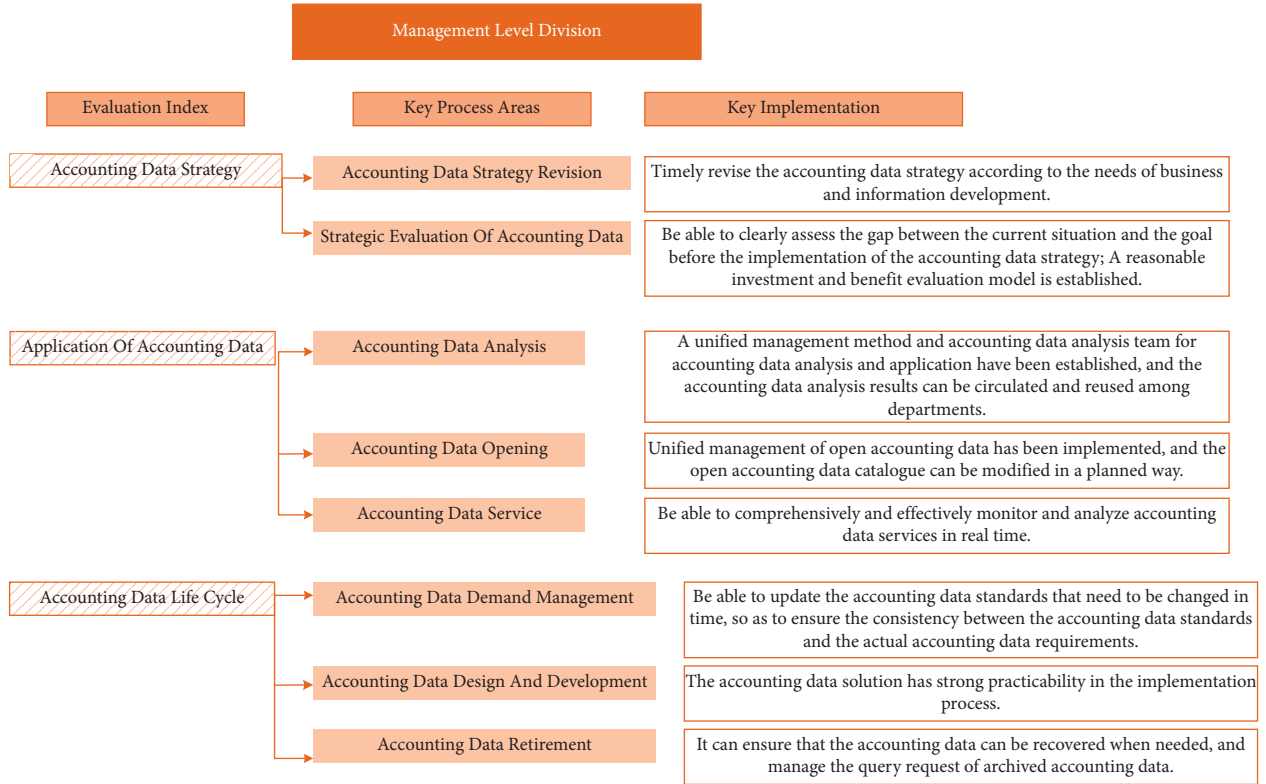 Management Level Division
Evaluation Index
Key Process Areas
Key Implementation
Accounting Data Strategy
Accounting Data Strategy Revision
Timely revise the accounting data strategy according to the needs of business
and information development.
Strategic Evaluation Of Accounting Data
Be able to clearly assess the gap between the current situation and the goal
before the implementation of the accounting data strategy; A reasonable
investment and benefit evaluation model is established.
Application Of Accounting Data
Accounting Data Analysis
A unified management method and accounting data analysis team for
accounting data analysis and application have been established, and the
accounting data analysis results can be circulated and reused among
departments.
Accounting Data Opening
Unified management of open accounting data has been implemented, and the
open accounting data catalogue can be modified in a planned way.
Accounting Data Service
Be able to comprehensively and effectively monitor and analyze accounting
data services in real time.
Accounting Data Life Cycle
Accounting Data Demand Management
Be able to update the accounting data standards that need to be changed in
time, so as to ensure the consistency between the accounting data standards
and the actual accounting data requirements.
Accounting Data Design And Development
The accounting data solution has strong practicability in the implementation
process.
Accounting Data Retirement
It can ensure that the accounting data can be recovered when needed, and
manage the query request of archived accounting data.